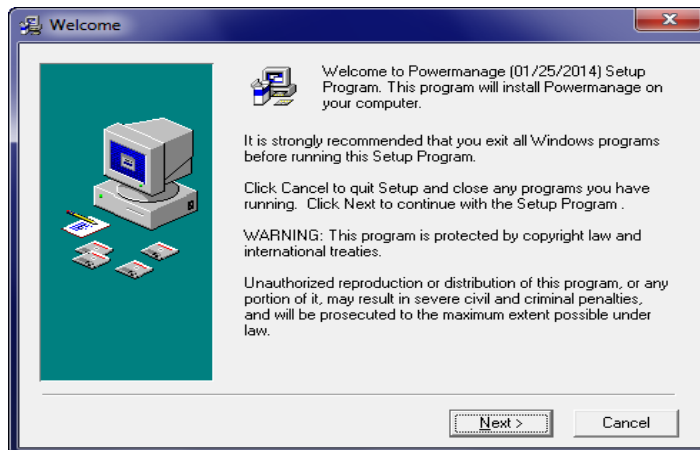 Welcome
Welcome to Powermanage (01/25/2014) Setup
Program. This program will install Powermanage on
your computer.
It is strongly recommended that you exit all Windows programs
before running this Setup Program.
Click Cancel to quit Setup and close any programs you have
running. Click Next to continue with the Setup Program .
WARNING: This program is protected by copyright law and
international treaties.
Unauthorized reproduction or distribution of this program, or any
portion of it, may result in severe civil and criminal penalties,
and will be prosecuted to the maximum extent possible under
law.
Next >
Cancel